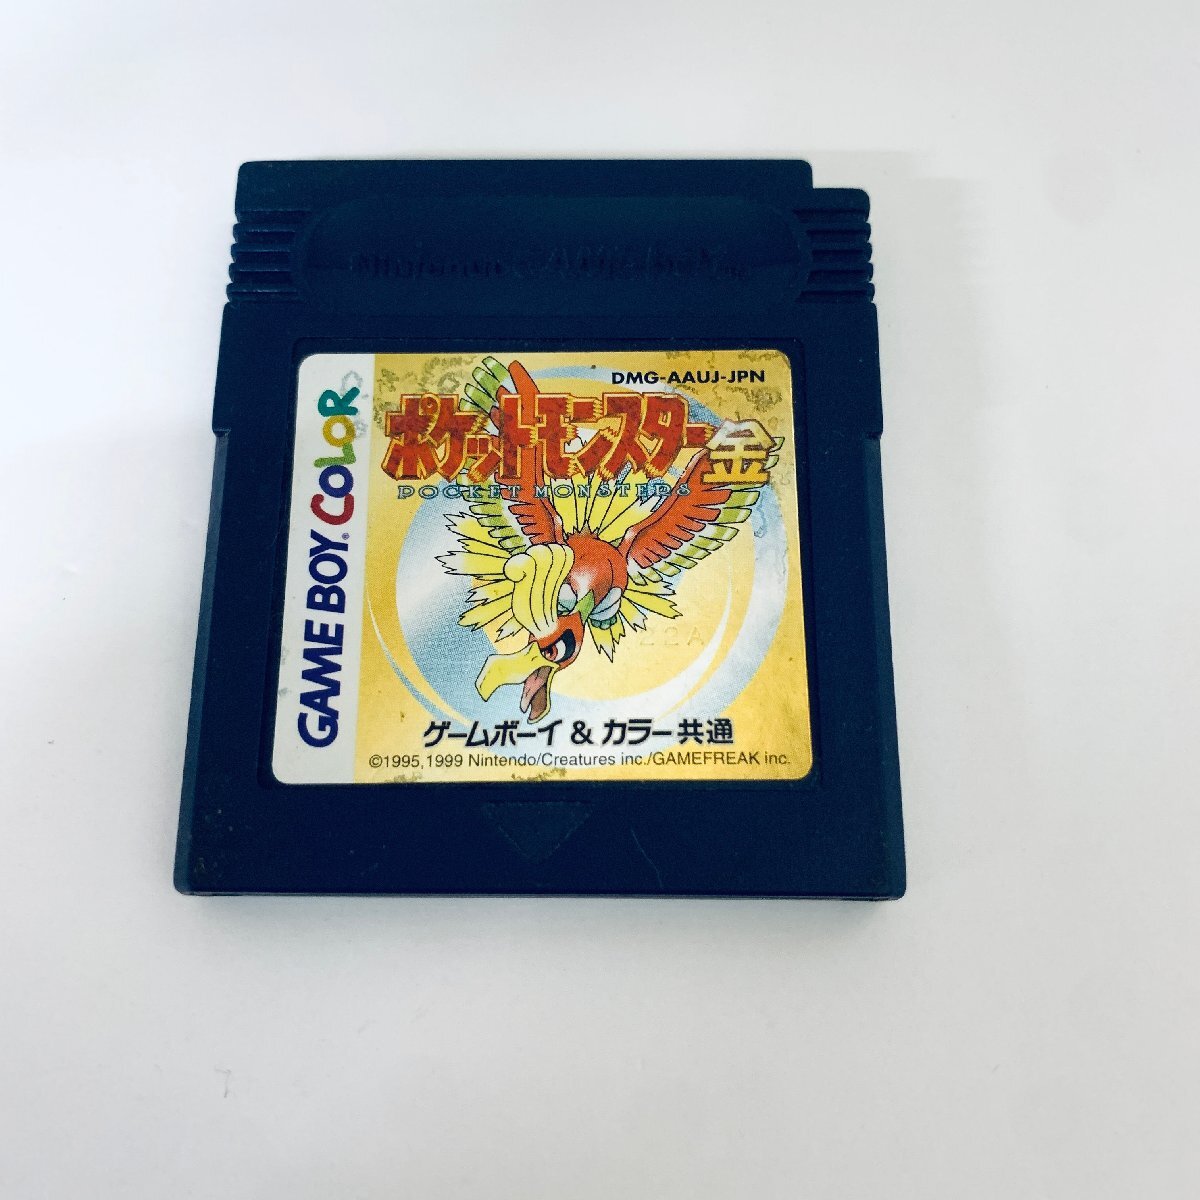 DMG-AAUJ-JPN
ポケットモンスター金
POCKET MONSTERS
GAME BOY COLOR
22A
ゲームボーイ & カラー共通
©1995,1999 Nintendo/Creatures inc./GAMEFREAK inc.